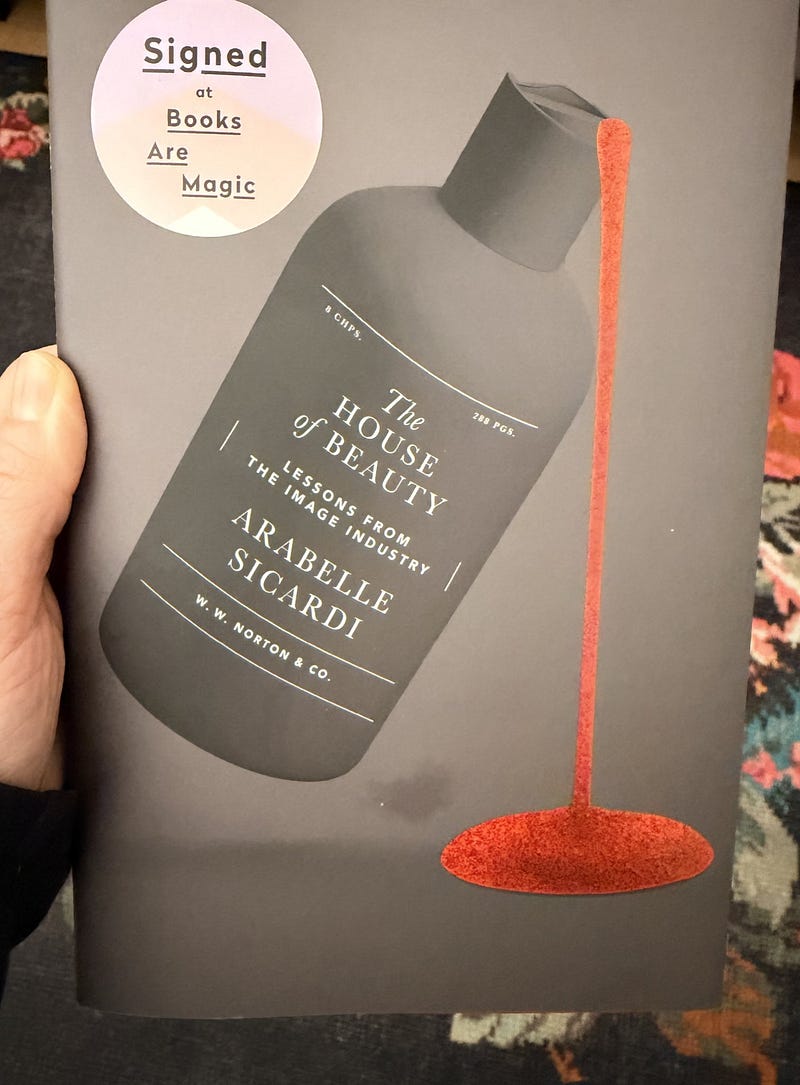 Signed
at
Books
Are
Magic
8 CHPS.
288 PGS.
The
HOUSE
of BEAUTY
LESSONS FROM
THE IMAGE INDUSTRY
ARABELLE
SICARDI
W. W. NORTON & CO.